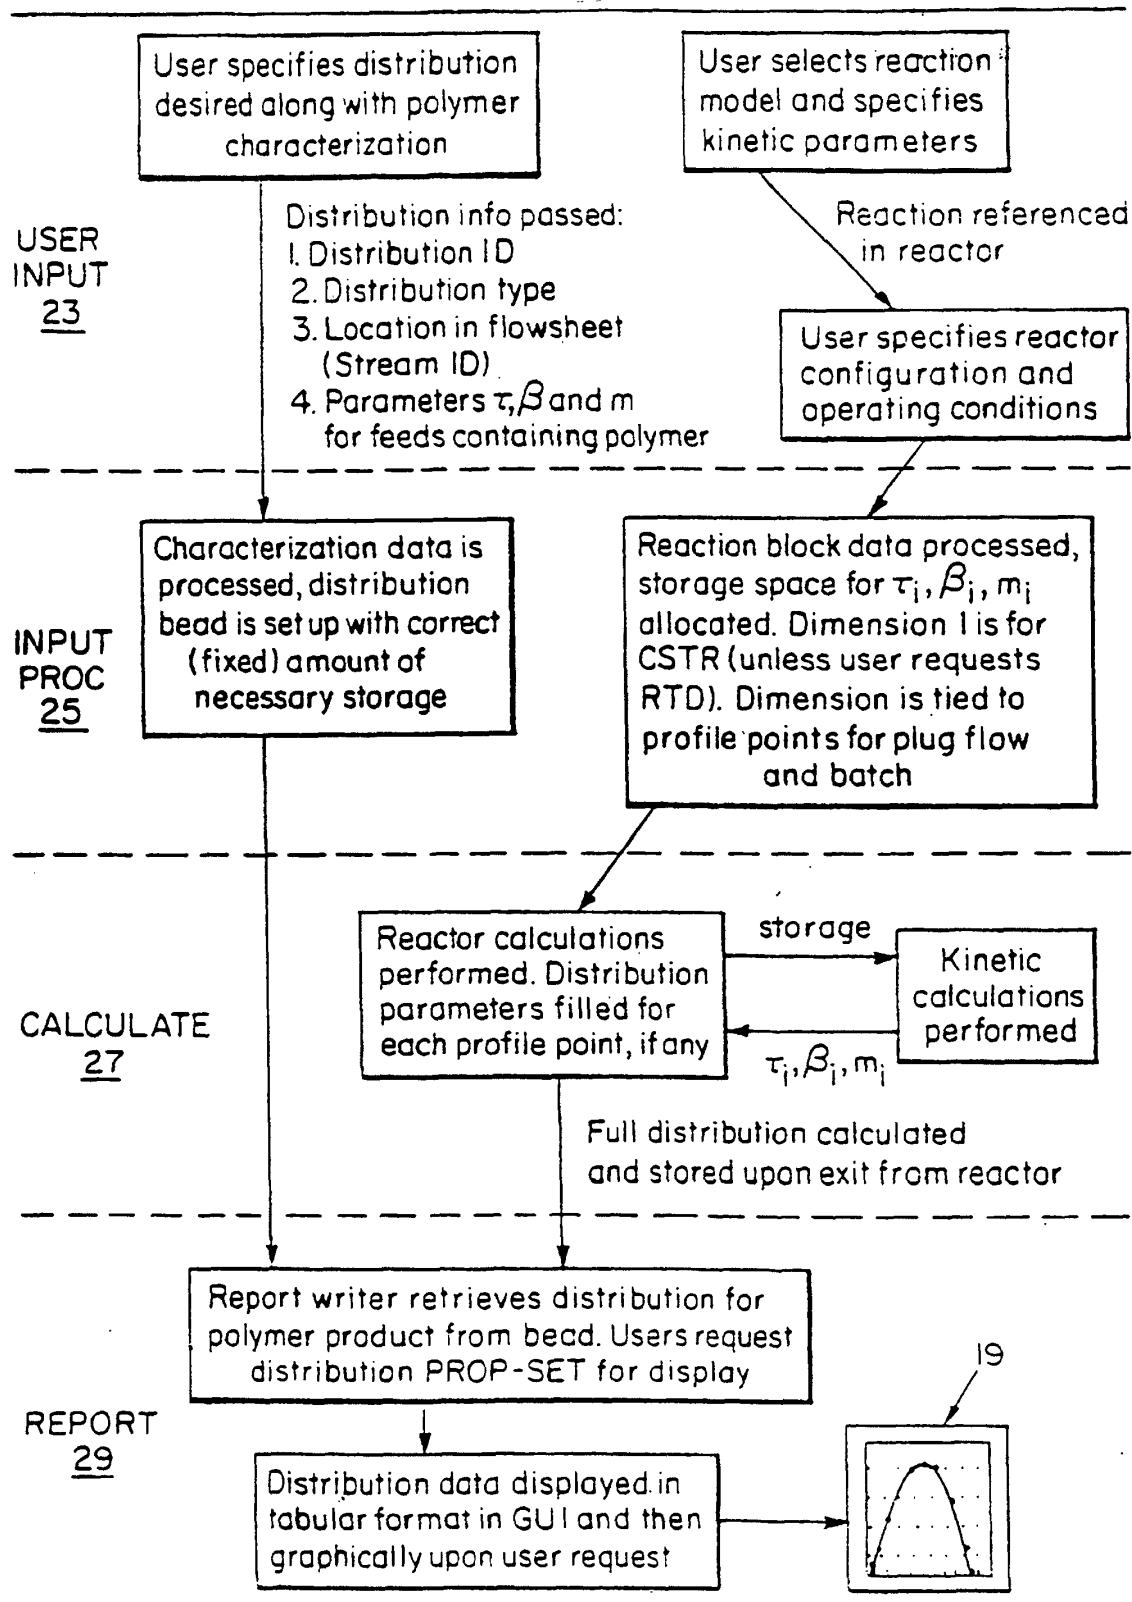 User specifies distribution
desired along with polymer
characterization
User selects reaction
model and specifies
kinetic parameters
USER
INPUT
23
Distribution info passed:
1. Distribution ID
2. Distribution type
3. Location in flowsheet
(Stream ID)
4. Parameters τ,β and m
for feeds containing polymer
Reaction referenced
in reactor
User specifies reactor
configuration and
operating conditions
INPUT
PROC
25
Characterization data is
processed, distribution
bead is set up with correct
(fixed) amount of
necessary storage
Reaction block data processed,
storage space for τi, βi, mi
allocated. Dimension 1 is for
CSTR (unless user requests
RTD). Dimension is tied to
profile points for plug flow
and batch
CALCULATE
27
Reactor calculations
performed. Distribution
parameters filled for
each profile point, if any
storage
Kinetic
calculations
performed
τi, βi, mi
Full distribution calculated
and stored upon exit from reactor
REPORT
29
Report writer retrieves distribution for
polymer product from bead. Users request
distribution PROP-SET for display
Distribution data displayed in
tabular format in GUI and then
graphically upon user request
19